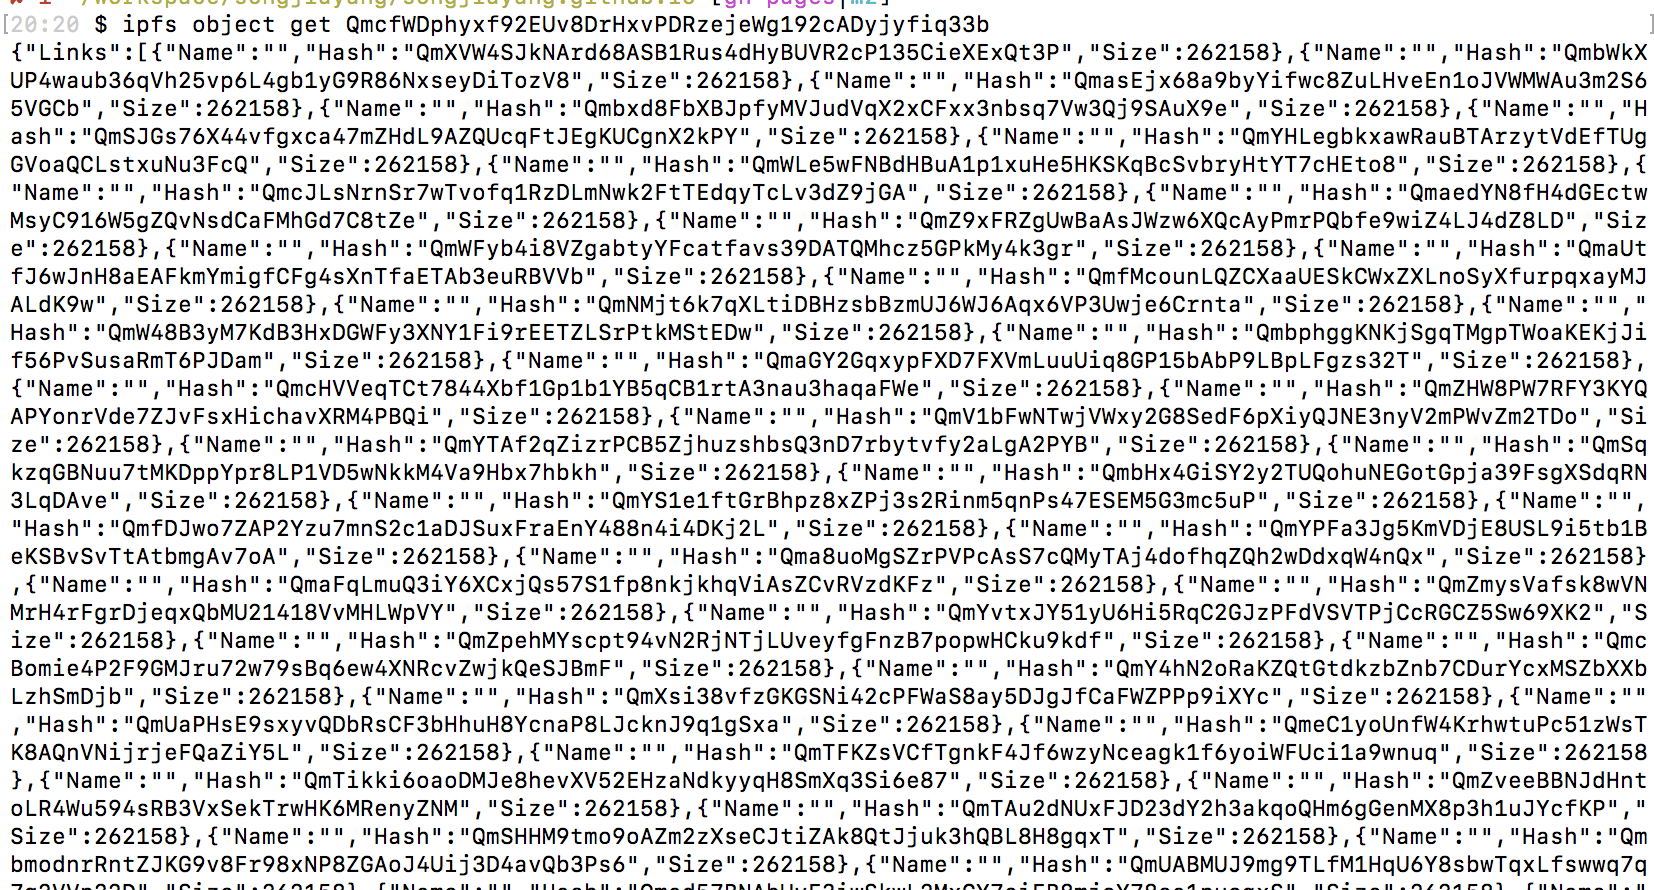 [20:20 $ ipfs object get QmcfWDphyxf92EUv8DrHxvPDRzejeWg192cADyjyfiq33b ]
{"Links":[{"Name":"","Hash":"QmXVW4SJkNArd68ASB1Rus4dHyBUVR2cP135CieXExQt3P","Size":262158},{"Name":"","Hash":"QmbWkX
UP4waub36qVh25vp6L4gb1yG9R86NxseyDiTozV8","Size":262158},{"Name":"","Hash":"QmasEjx68a9byYifwc8ZuLHveEn1oJVWMWAu3m2S6
5VGCb","Size":262158},{"Name":"","Hash":"Qmbxd8FbXBJpfyMVJudVqX2xCFxx3nbsq7Vw3Qj9SAuX9e","Size":262158},{"Name":"","H
ash":"QmSJGs76X44vfgxca47mZHdL9AZQUcqFtJEgKUCgnX2kPY","Size":262158},{"Name":"","Hash":"QmYHLegbkxawRauBTArzytVdEfTUg
GVoaQCLstxuNu3FcQ","Size":262158},{"Name":"","Hash":"QmWLe5wFNBdHBuA1p1xuHe5HKSKqBcSvbryHtYT7cHEto8","Size":262158},{
"Name":"","Hash":"QmcJLsNrnSr7wTvofq1RzDLmNwk2FtTEdqyTcLv3dZ9jGA","Size":262158},{"Name":"","Hash":"QmaedYN8fH4dGEctw
MsyC916W5gZQvNsdCaFMhGd7C8tZe","Size":262158},{"Name":"","Hash":"QmZ9xFRZgUwBaAsJWzw6XQcAyPmrPQbfe9wiZ4LJ4dZ8LD","Siz
e":262158},{"Name":"","Hash":"QmWFyb4i8VZgabtyYFcatfavs39DATQMhcz5GPkMy4k3gr","Size":262158},{"Name":"","Hash":"QmaUt
fJ6wJnH8aEAFkmYmigfCFg4sXnTfaETAb3euRBVVb","Size":262158},{"Name":"","Hash":"QmfMcounLQZCXaaUESkCWxZXLnoSyXfurpqxayMJ
ALdK9w","Size":262158},{"Name":"","Hash":"QmNMjt6k7qXLtiDBHzsbBzmUJ6WJ6Aqx6VP3Uwje6Crnta","Size":262158},{"Name":"","
Hash":"QmW48B3yM7KdB3HxDGWFy3XNY1Fi9rEETZLSrPtkMStEDw","Size":262158},{"Name":"","Hash":"QmbphggKNKjSgqTMgpTWoaKEKjJi
f56PvSusaRmT6PJDam","Size":262158},{"Name":"","Hash":"QmaGY2GqxypFXD7FXVmLuuUiq8GP15bAbP9LBpLFgzs32T","Size":262158},
{"Name":"","Hash":"QmcHVVeqTCt7844Xbf1Gp1b1YB5qCB1rtA3nau3haqaFWe","Size":262158},{"Name":"","Hash":"QmZHW8PW7RFY3KYQ
APYonrVde7ZJvFsxHichavXRM4PBQi","Size":262158},{"Name":"","Hash":"QmV1bFwNTwjVWxy2G8SedF6pXiyQJNE3nyV2mPWvZm2TDo","Si
ze":262158},{"Name":"","Hash":"QmYTAf2qZizrPCB5ZjhuzshbsQ3nD7rbytvfy2aLgA2PYB","Size":262158},{"Name":"","Hash":"QmSq
kzqGBNuu7tMKDppYpr8LP1VD5wNkkM4Va9Hbx7hbkh","Size":262158},{"Name":"","Hash":"QmbHx4GiSY2y2TUQohuNEGotGpja39FsgXSdqRN
3LqDAve","Size":262158},{"Name":"","Hash":"QmYS1e1ftGrBhpz8xZPj3s2Rinm5qnPs47ESEM5G3mc5uP","Size":262158},{"Name":"",
"Hash":"QmfDJwo7ZAP2Yzu7mnS2c1aDJSuxFraEnY488n4i4DKj2L","Size":262158},{"Name":"","Hash":"QmYPFa3Jg5KmVDjE8USL9i5tb1B
eKSBvSvTtAtbmgAv7oA","Size":262158},{"Name":"","Hash":"Qma8uoMgSZrPVPcAsS7cQMyTAj4dofhqZQh2wDdxqW4nQx","Size":262158}
,{"Name":"","Hash":"QmaFqLmuQ3iY6XCxjQs57S1fp8nkjkhqViAsZCvRVzdKFz","Size":262158},{"Name":"","Hash":"QmZmysVafsk8wVN
MrH4rFgrDjeqxQbMU21418VvMHLWpVY","Size":262158},{"Name":"","Hash":"QmYvtxJY51yU6Hi5RqC2GJzPFdVSVTPjCcRGCZ5Sw69XK2","S
ize":262158},{"Name":"","Hash":"QmZpehMYscpt94vN2RjNTjLUveyfgFnzB7popwHCku9kdf","Size":262158},{"Name":"","Hash":"Qmc
Bomie4P2F9GMJru72w79sBq6ew4XNRcvZwjkQeSJBmF","Size":262158},{"Name":"","Hash":"QmY4hN2oRaKZQtGtdkzbZnb7CDurYcxMSZbXXb
LzhSmDjb","Size":262158},{"Name":"","Hash":"QmXsi38vfzGKGSNi42cPFWaS8ay5DJgJfCaFWZPPp9iXYc","Size":262158},{"Name":""
,"Hash":"QmUaPHsE9sxyvQDbRsCF3bHhuH8YcnaP8LJcknJ9q1gSxa","Size":262158},{"Name":"","Hash":"QmeC1yoUnfW4KrhwtuPc51zWsT
K8AQnVNijrjeFQaZiY5L","Size":262158},{"Name":"","Hash":"QmTFKZsVCfTgnkF4Jf6wzyNceagk1f6yoiWFUci1a9wnuq","Size":262158
},{"Name":"","Hash":"QmTikki6oaoDMJe8hevXV52EHzaNdkyyqH8SmXq3Si6e87","Size":262158},{"Name":"","Hash":"QmZveeBBNJdHnt
oLR4Wu594sRB3VxSekTrwHK6MRenyZNM","Size":262158},{"Name":"","Hash":"QmTAu2dNUxFJD23dY2h3akqoQHm6gGenMX8p3h1uJYcfKP","
Size":262158},{"Name":"","Hash":"QmSHHM9tmo9oAZm2zXseCJtiZAk8QtJjuk3hQBL8H8gqxT","Size":262158},{"Name":"","Hash":"Qm
bmodnrRntZJKG9v8Fr98xNP8ZGAoJ4Uij3D4avQb3Ps6","Size":262158},{"Name":"","Hash":"QmUABMUJ9mg9TLfM1HqU6Y8sbwTqxLfswwq7q